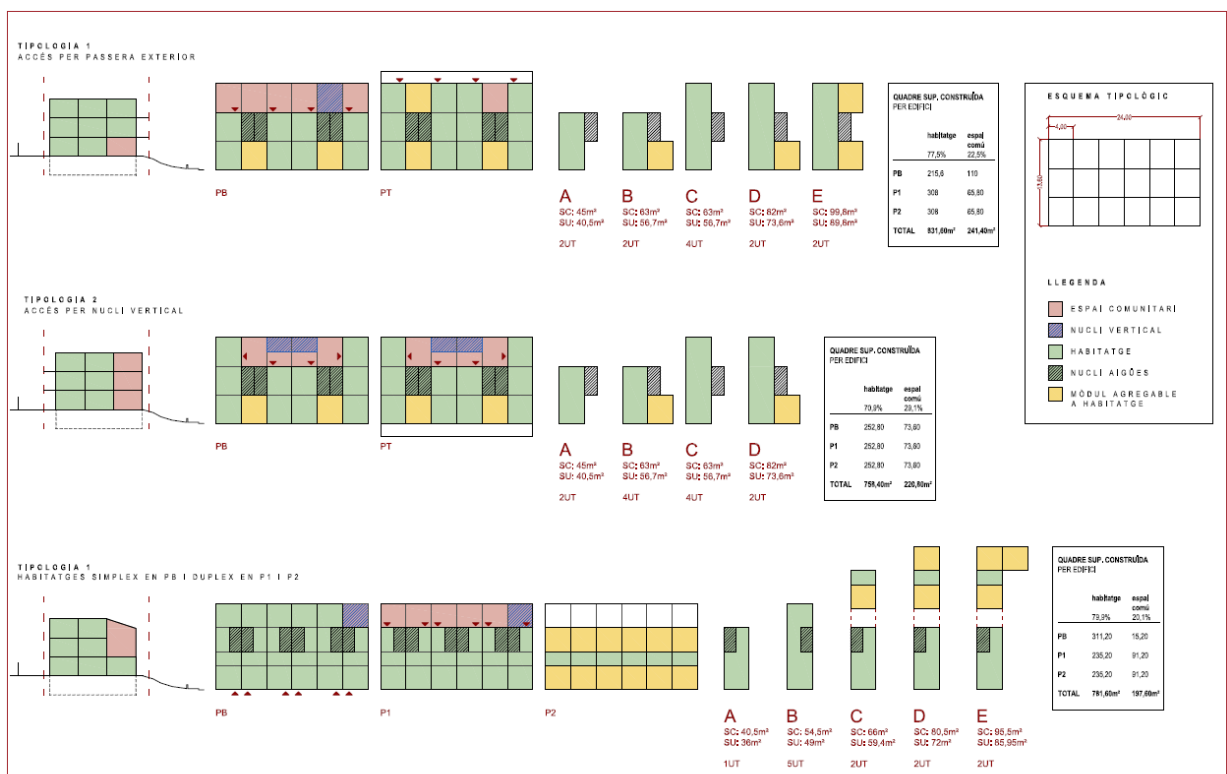 TIPOLOGIA 1
ACCÉS PER PASSERA EXTERIOR
PB
PT
A
SC: 45m²
SU: 40,5m²
2UT
B
SC: 63m²
SU: 56,7m²
2UT
C
SC: 63m²
SU: 56,7m²
4UT
D
SC: 82m²
SU: 73,6m²
2UT
E
SC: 99,8m²
SU: 89,8m²
2UT
QUADRE SUP. CONSTRUÏDA
PER EDIFICI
habitatge espai comú
77,5% 22,5%
PB 215,6 110
P1 308 65,80
P2 308 65,80
TOTAL 831,60m² 241,40m²
ESQUEMA TIPOLÒGIC
24,00
4,00
13,60
LLEGENDA
ESPAI COMUNITARI
NUCLI VERTICAL
HABITATGE
NUCLI AIGÜES
MÒDUL AGREGABLE
A HABITATGE
TIPOLOGIA 2
ACCÉS PER NUCLI VERTICAL
PB
PT
A
SC: 45m²
SU: 40,5m²
2UT
B
SC: 63m²
SU: 56,7m²
4UT
C
SC: 63m²
SU: 56,7m²
4UT
D
SC: 82m²
SU: 73,6m²
2UT
QUADRE SUP. CONSTRUÏDA
PER EDIFICI
habitatge espai comú
70,9% 29,1%
PB 252,80 73,60
P1 252,80 73,60
P2 252,80 73,60
TOTAL 758,40m² 220,80m²
TIPOLOGIA 1
HABITATGES SIMPLEX EN PB I DUPLEX EN P1 I P2
PB
P1
P2
A
SC: 40,5m²
SU: 36m²
1UT
B
SC: 54,5m²
SU: 49m²
5UT
C
SC: 66m²
SU: 59,4m²
2UT
D
SC: 80,5m²
SU: 72m²
2UT
E
SC: 95,5m²
SU: 85,95m²
2UT
QUADRE SUP. CONSTRUÏDA
PER EDIFICI
habitatge espai comú
79,9% 20,1%
PB 311,20 15,20
P1 235,20 91,20
P2 235,20 91,20
TOTAL 781,60m² 197,60m²